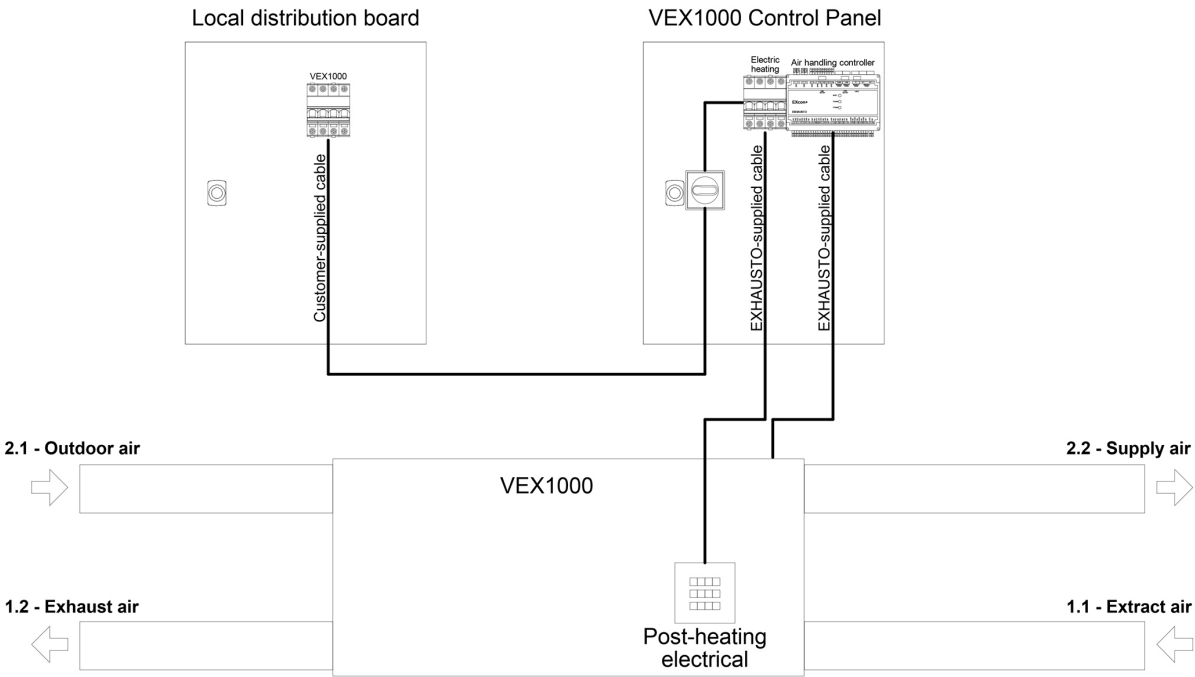 Local distribution board
VEX1000 Control Panel
VEX1000
Electric
heating
Air handling controller
EXcon+
Customer-supplied cable
EXHAUSTO-supplied cable
EXHAUSTO-supplied cable
2.1 - Outdoor air
2.2 - Supply air
VEX1000
1.2 - Exhaust air
1.1 - Extract air
Post-heating
electrical